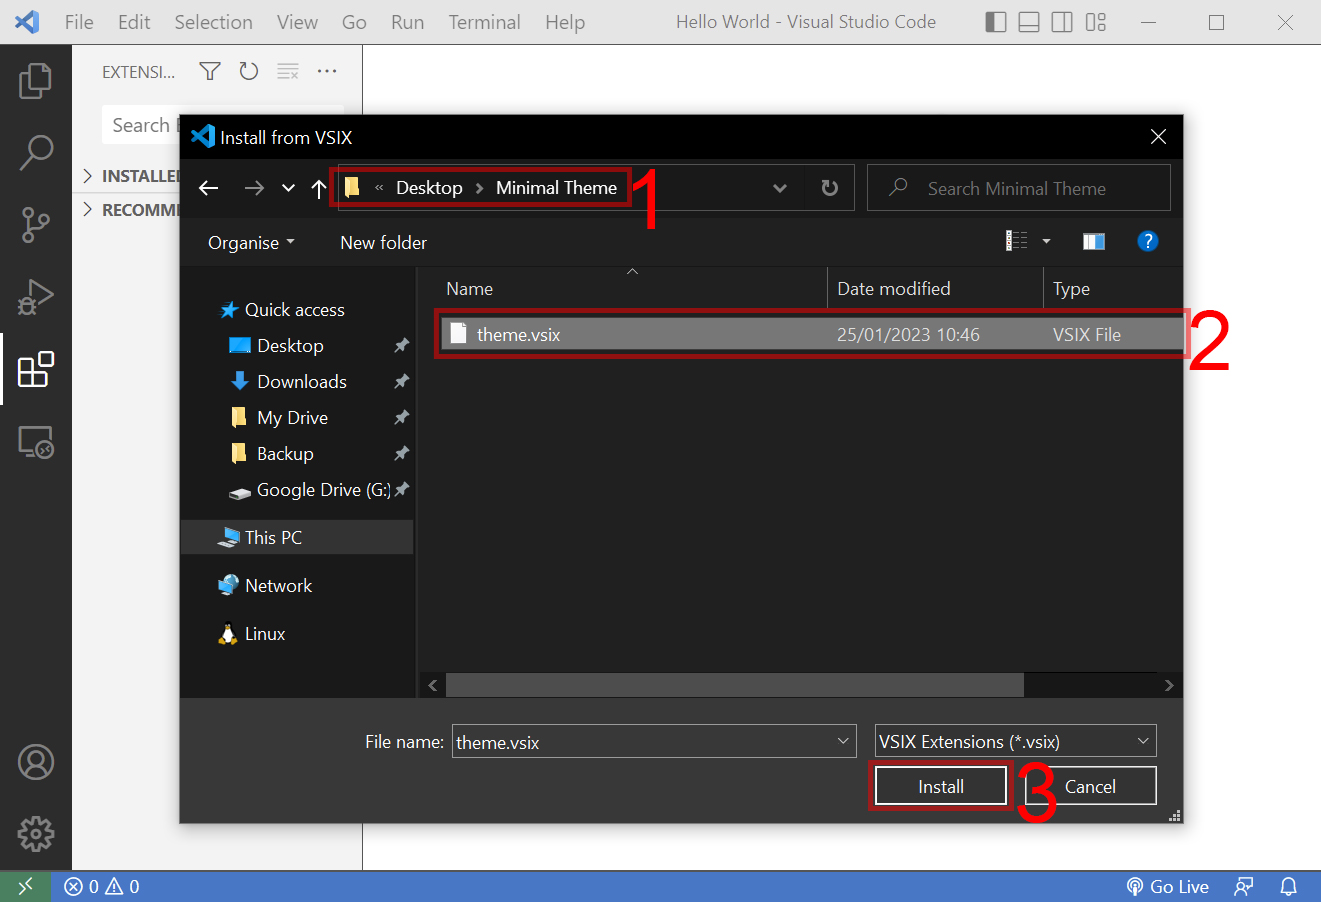 File Edit Selection View Go Run Terminal Help Hello World - Visual Studio Code
EXTENSI...
Search E
INSTALLED
RECOMM
Install from VSIX
« Desktop > Minimal Theme
1
Search Minimal Theme
Organise
New folder
?
Name
Date modified
Type
theme.vsix 25/01/2023 10:46 VSIX File
2
Quick access
Desktop
Downloads
My Drive
Backup
Google Drive (G:)
This PC
Network
Linux
File name: theme.vsix
VSIX Extensions (*.vsix)
Install
3
Cancel
0 0
Go Live